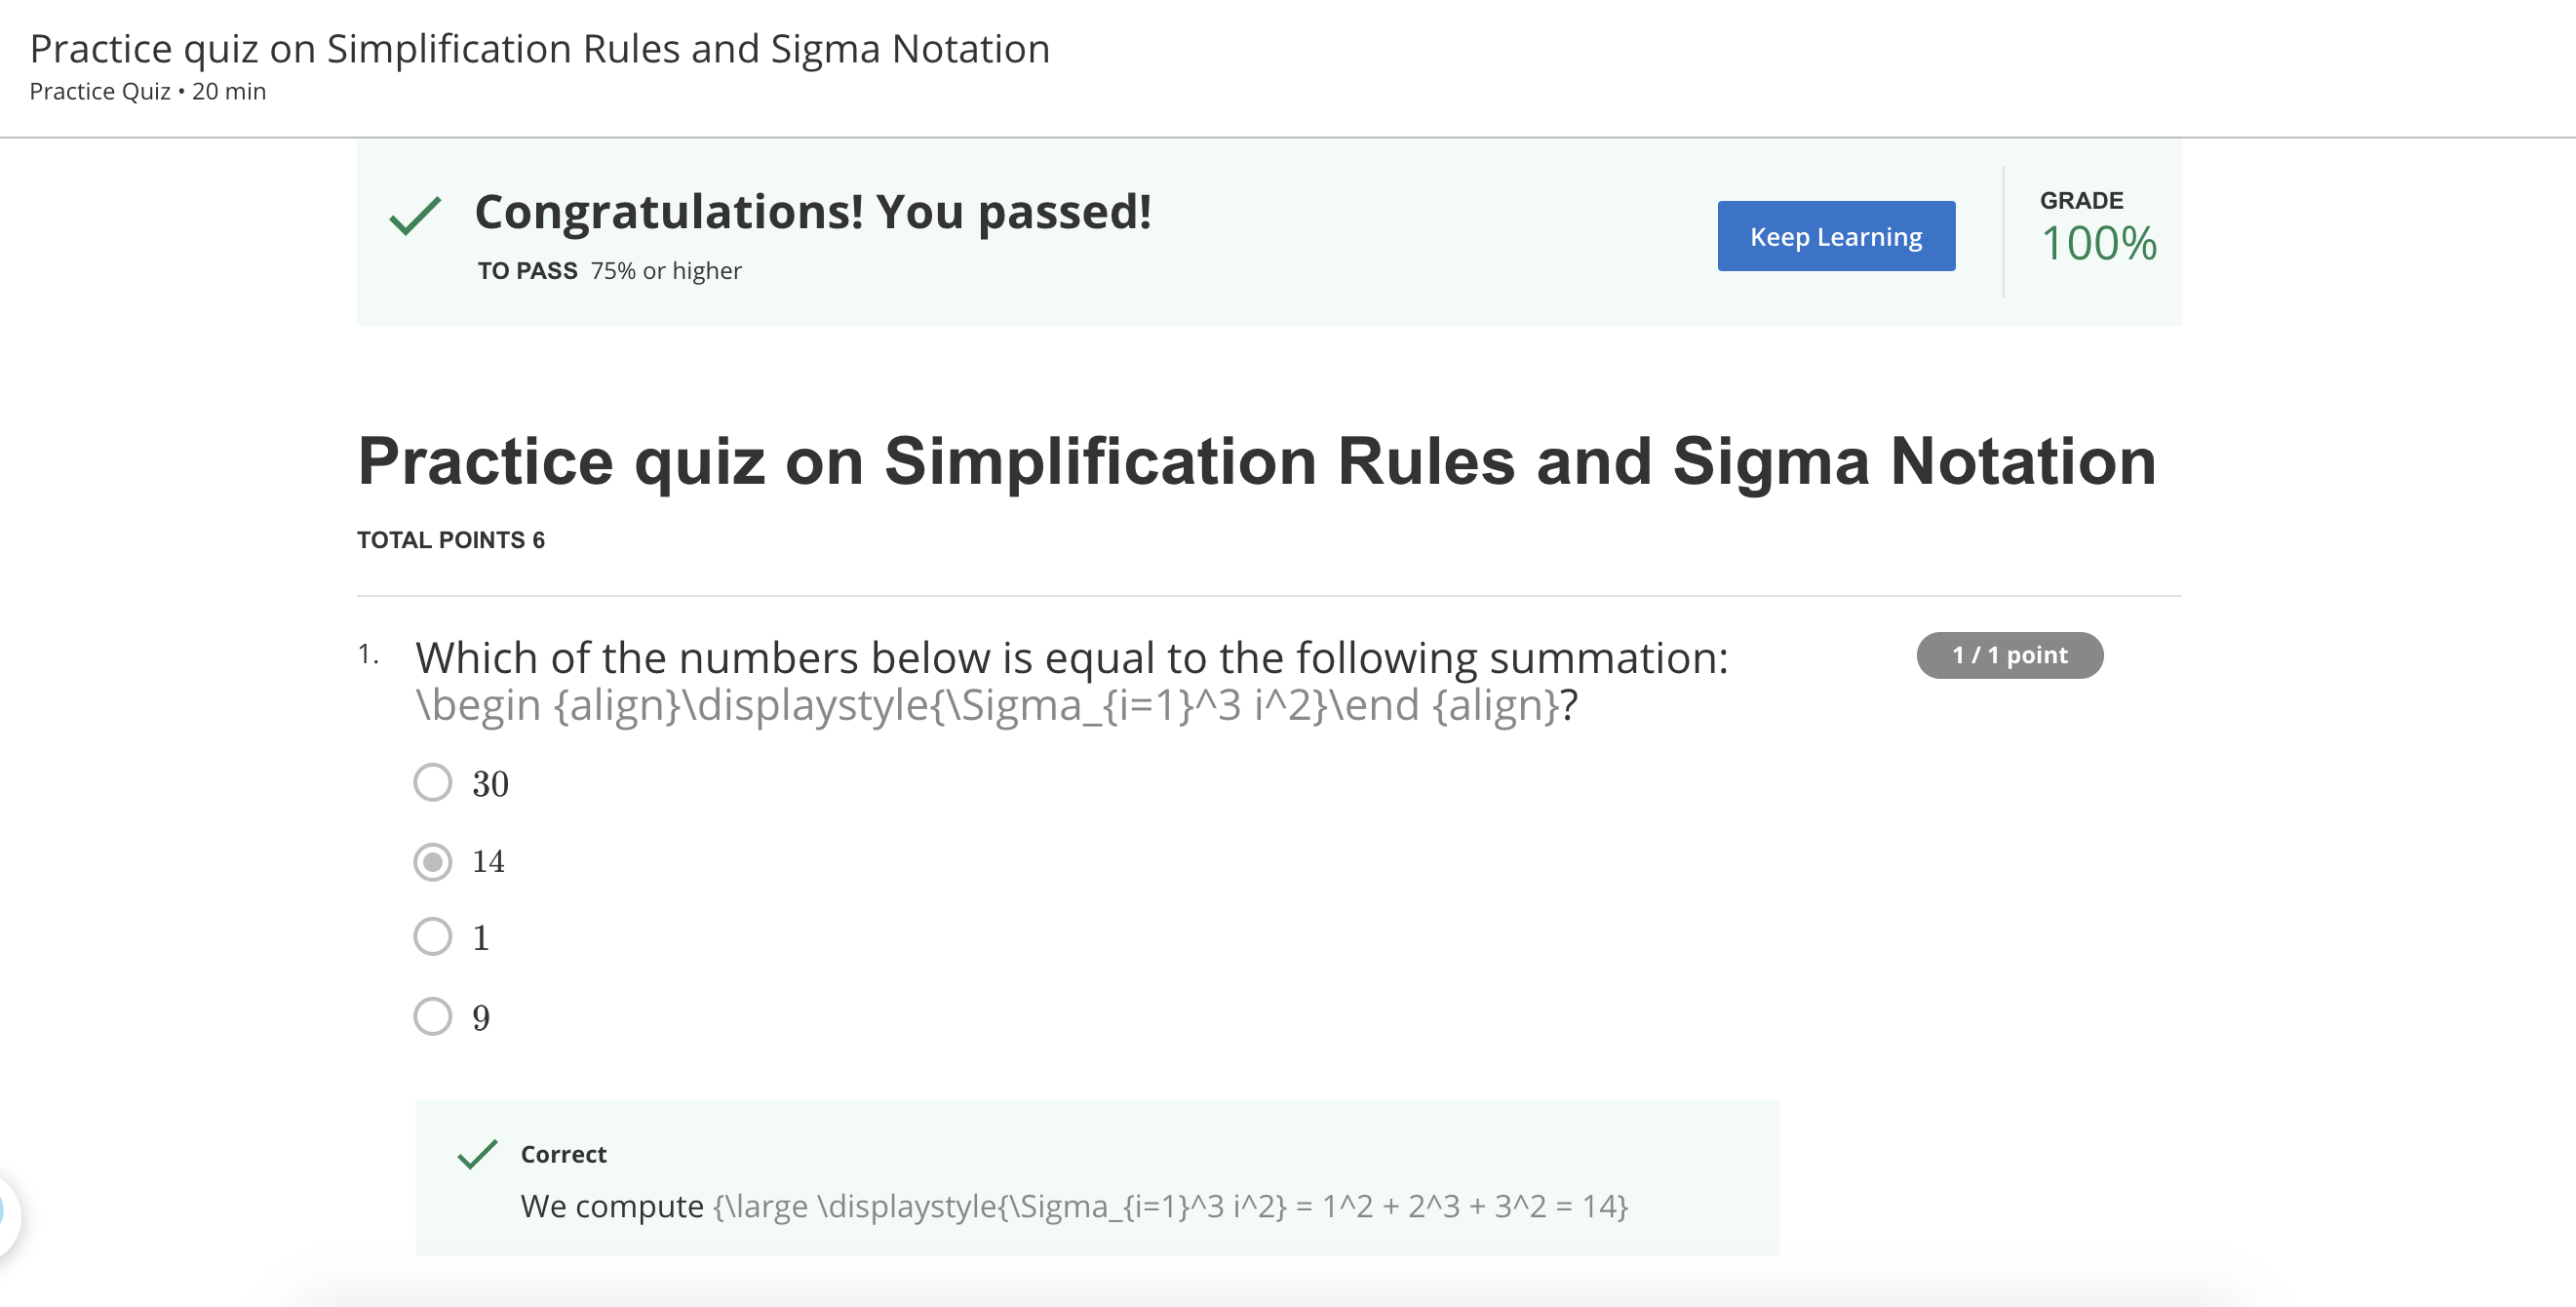 Practice quiz on Simplification Rules and Sigma Notation
Practice Quiz • 20 min
Congratulations! You passed!
TO PASS 75% or higher
Keep Learning
GRADE
100%
Practice quiz on Simplification Rules and Sigma Notation
TOTAL POINTS 6
1. Which of the numbers below is equal to the following summation:
\begin {align}\displaystyle{\Sigma_{i=1}^3 i^2}\end {align}?
1 / 1 point
30
14
1
9
Correct
We compute {\large \displaystyle{\Sigma_{i=1}^3 i^2} = 1^2 + 2^3 + 3^2 = 14}